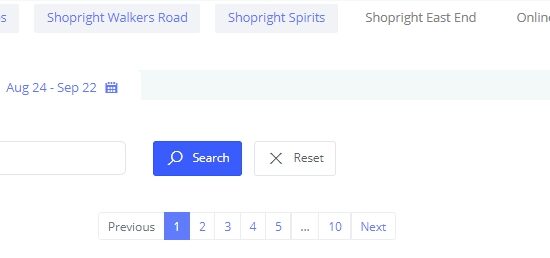 Shopright Walkers Road Shopright Spirits Shopright East End Online
Aug 24 - Sep 22
Search Reset
Previous 1 2 3 4 5 ... 10 Next